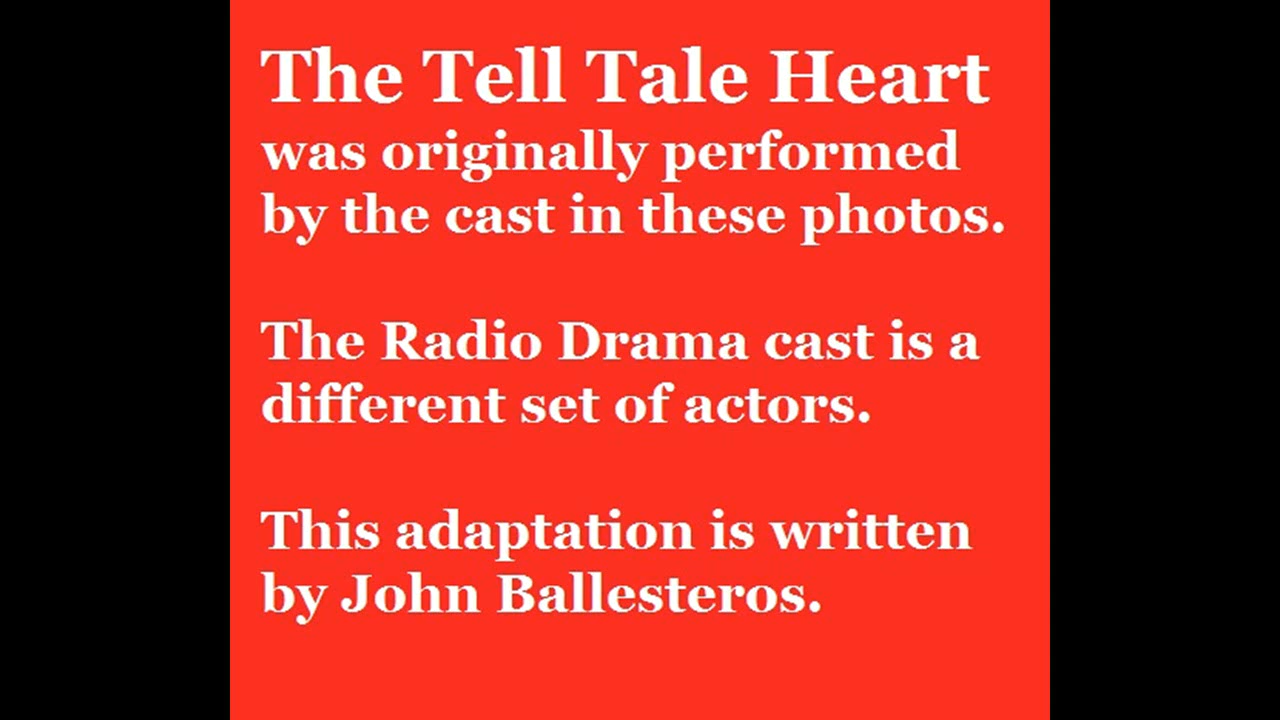 The Tell Tale Heart
was originally performed
by the cast in these photos.
The Radio Drama cast is a
different set of actors.
This adaptation is written
by John Ballesteros.